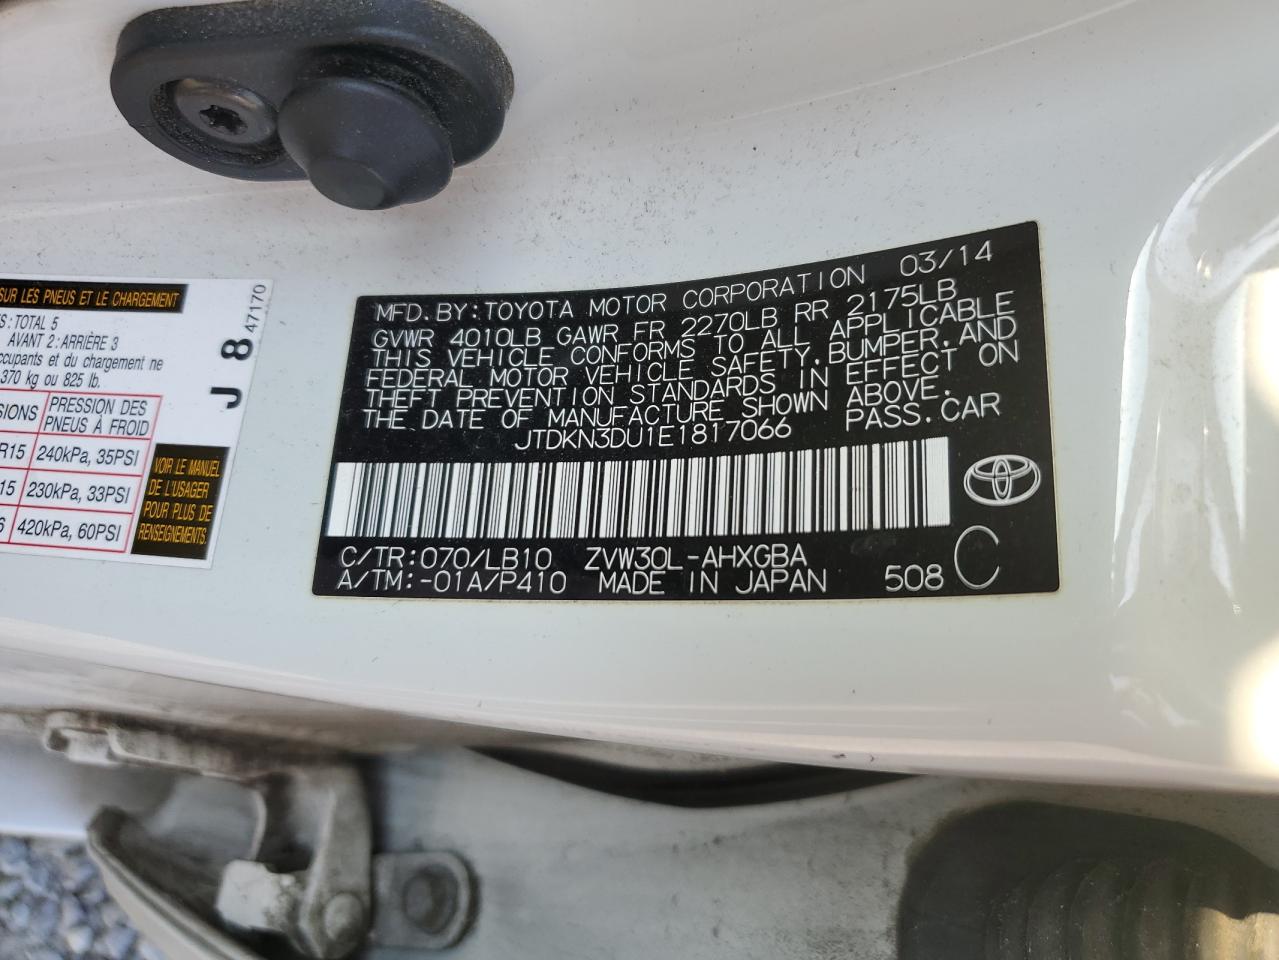 SUR LES PNEUS ET LE CHARGEMENT
:TOTAL 5
AVANT 2:ARRIÈRE 3
occupants et du chargement ne
370 kg ou 825 lb.
PRESSION DES
PNEUS À FROID
R15 240kPa, 35PSI
15 230kPa, 33PSI
420kPa, 60PSI
VOIR LE MANUEL
DE L'USAGER
POUR PLUS DE
RENSEIGNEMENTS.
J 8 47170
MFD. BY: TOYOTA MOTOR CORPORATION 03/14
GVWR 4010LB GAWR FR 2270LB RR 2175LB
THIS VEHICLE CONFORMS TO ALL APPLICABLE
FEDERAL MOTOR VEHICLE SAFETY, BUMPER, AND
THEFT PREVENTION STANDARDS IN EFFECT ON
THE DATE OF MANUFACTURE SHOWN ABOVE.
JTDKN3DU1E1817066 PASS. CAR
C/TR:070/LB10 ZVW30L-AHXGBA
A/TM:-01A/P410 MADE IN JAPAN 508 C